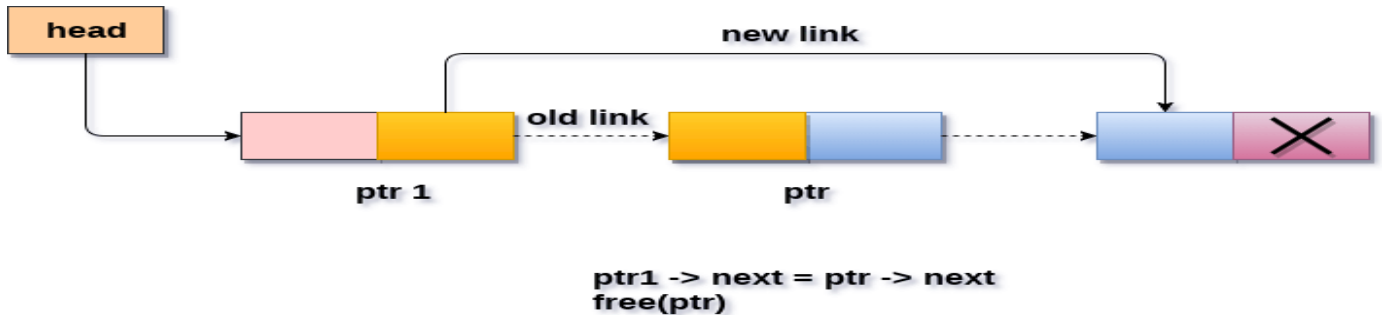 head
new link
old link
ptr 1
ptr
ptr1 -> next = ptr -> next
free(ptr)